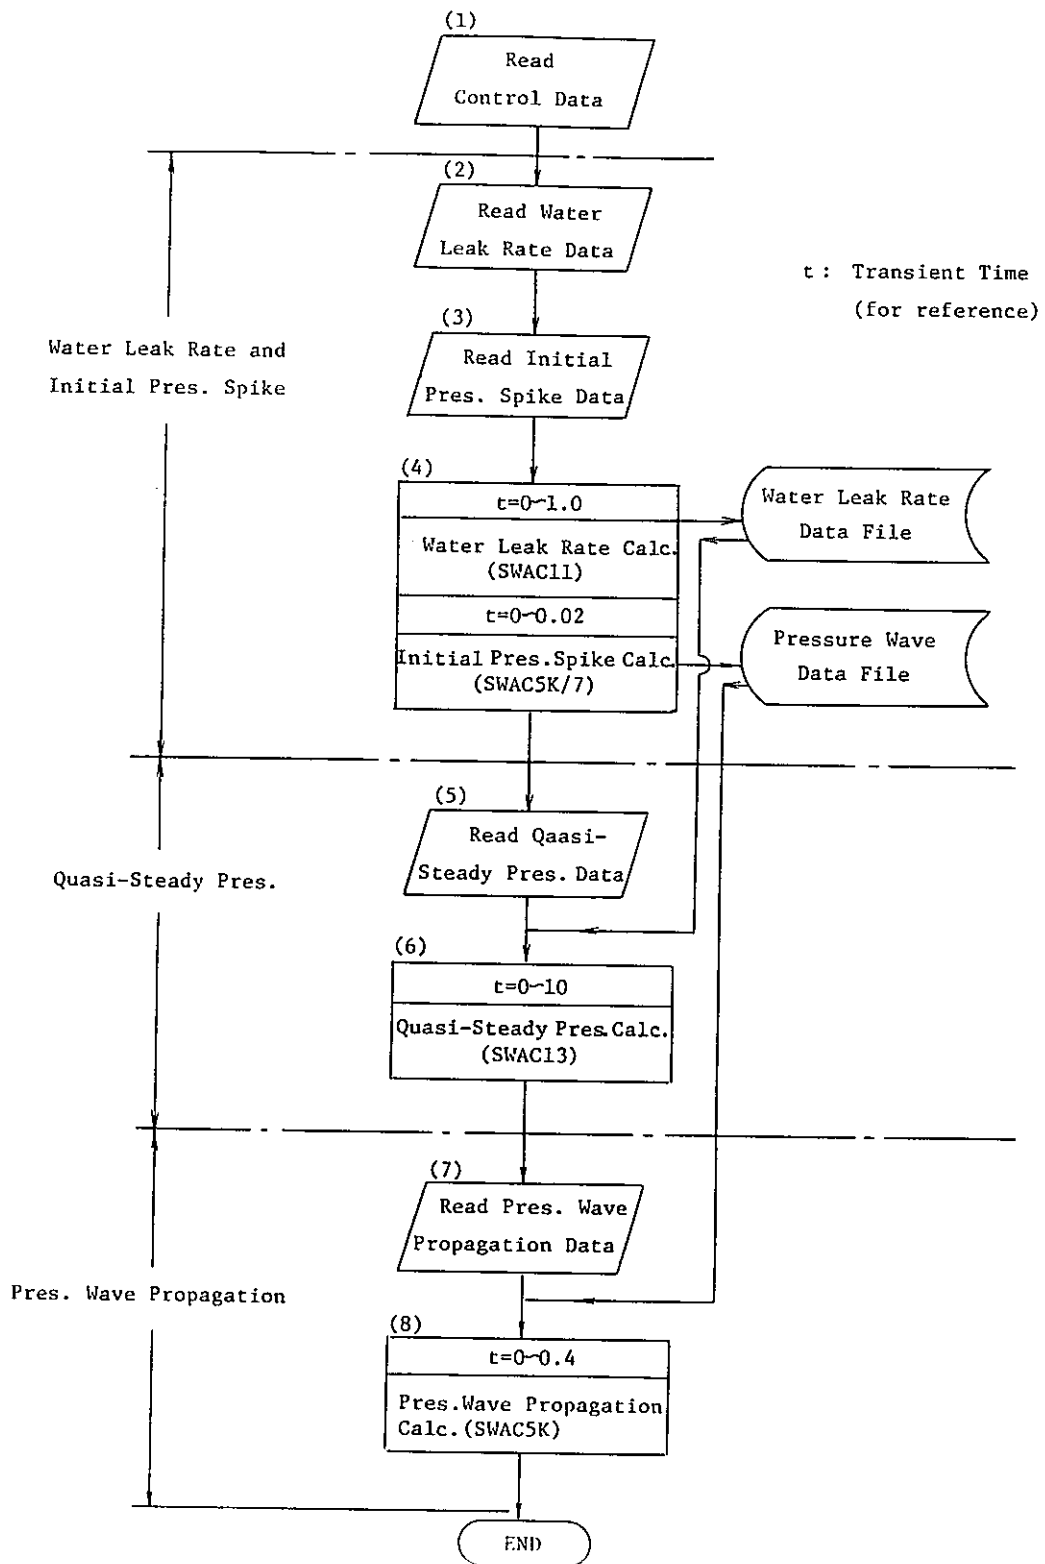 (1)
Read
Control Data
(2)
Read Water
Leak Rate Data
t : Transient Time
(for reference)
(3)
Read Initial
Pres. Spike Data
Water Leak Rate and
Initial Pres. Spike
(4)
t=0~1.0
Water Leak Rate Calc.
(SWAC11)
t=0~0.02
Initial Pres.Spike Calc.
(SWAC5K/7)
Water Leak Rate
Data File
Pressure Wave
Data File
(5)
Read Qaasi-
Steady Pres. Data
Quasi-Steady Pres.
(6)
t=0~10
Quasi-Steady Pres.Calc.
(SWAC13)
(7)
Read Pres. Wave
Propagation Data
Pres. Wave Propagation
(8)
t=0~0.4
Pres.Wave Propagation
Calc.(SWAC5K)
END